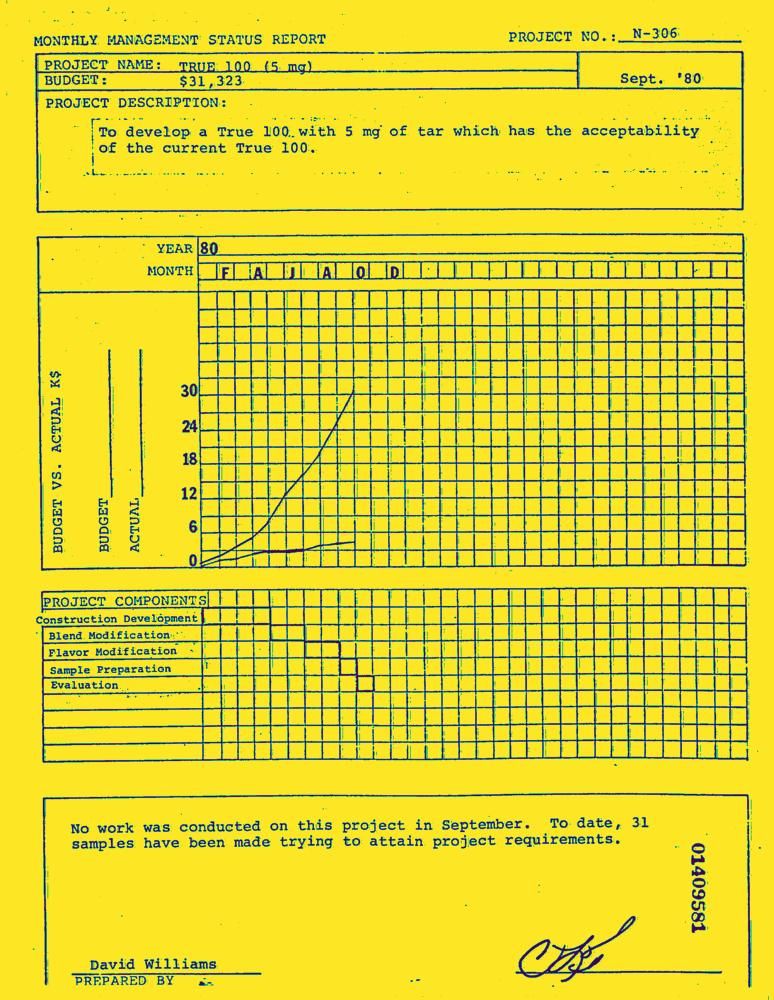 MONTHLY MANAGEMENT STATUS REPORT PROJECT NO.: N-306
PROJECT NAME: TRUE 100 (5 mg)
BUDGET: $31,323 Sept. '80
PROJECT DESCRIPTION:
To develop a True 100 with 5 mg of tar which has the acceptability
of the current True 100.
YEAR 80
MONTH F A J A O D
BUDGET VS. ACTUAL K$
BUDGET
ACTUAL
30
24
18
12
6
0
PROJECT COMPONENTS
Construction Development
Blend Modification
Flavor Modification
Sample Preparation
Evaluation
No work was conducted on this project in September. To date, 31
samples have been made trying to attain project requirements.
01409581
David Williams
PREPARED BY